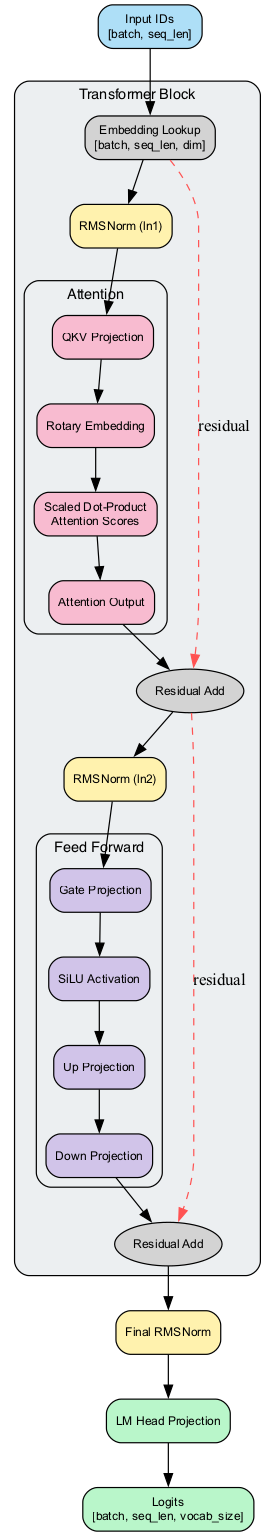 Input IDs
[batch, seq_len]
Transformer Block
Embedding Lookup
[batch, seq_len, dim]
RMSNorm (ln1)
Attention
QKV Projection
Rotary Embedding
residual
Scaled Dot-Product
Attention Scores
Attention Output
Residual Add
RMSNorm (ln2)
Feed Forward
Gate Projection
SiLU Activation
residual
Up Projection
Down Projection
Residual Add
Final RMSNorm
LM Head Projection
Logits
[batch, seq_len, vocab_size]